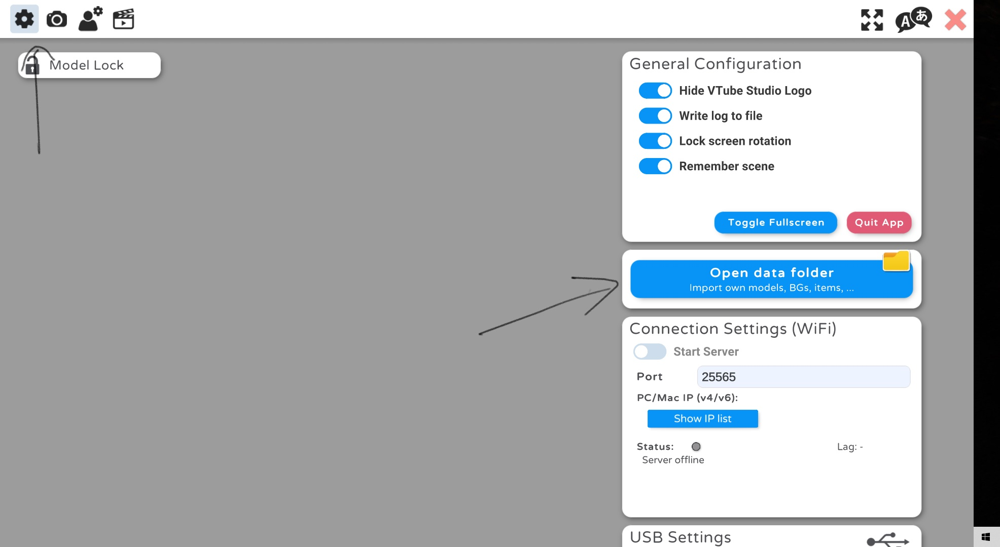 A あ
Model Lock
General Configuration
Hide VTube Studio Logo
Write log to file
Lock screen rotation
Remember scene
Toggle Fullscreen
Quit App
Open data folder
Import own models, BGs, items, ...
Connection Settings (WiFi)
Start Server
Port 25565
PC/Mac IP (v4/v6):
Show IP list
Status: Lag: -
Server offline
USB Settings